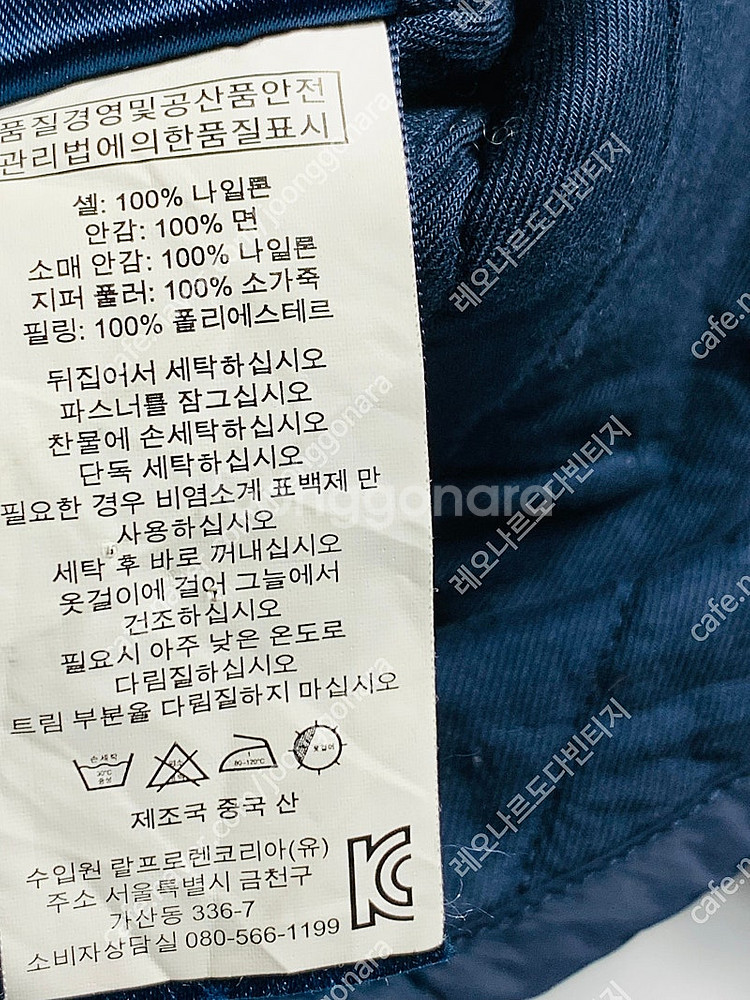 품질경영및공산품안전
관리법에의한품질표시
셸: 100% 나일론
안감: 100% 면
소매 안감: 100% 나일론
지퍼 풀러: 100% 소가죽
필링: 100% 폴리에스테르
뒤집어서 세탁하십시오
파스너를 잠그십시오
찬물에 손세탁하십시오
단독 세탁하십시오
필요한 경우 비염소계 표백제 만
사용하십시오
세탁 후 바로 꺼내십시오
옷걸이에 걸어 그늘에서
건조하십시오
필요시 아주 낮은 온도로
다림질하십시오
트림 부분을 다림질하지 마십시오
손세탁
30°C
중성
염소
1
80~120°C
옷걸이
제조국 중국 산
수입원 랄프로렌코리아(유)
주소 서울특별시 금천구
가산동 336-7
소비자상담실 080-566-1199
joonggonara
레오나르도다빈티지
레오나르도다빈티지
레오나르도다빈티지